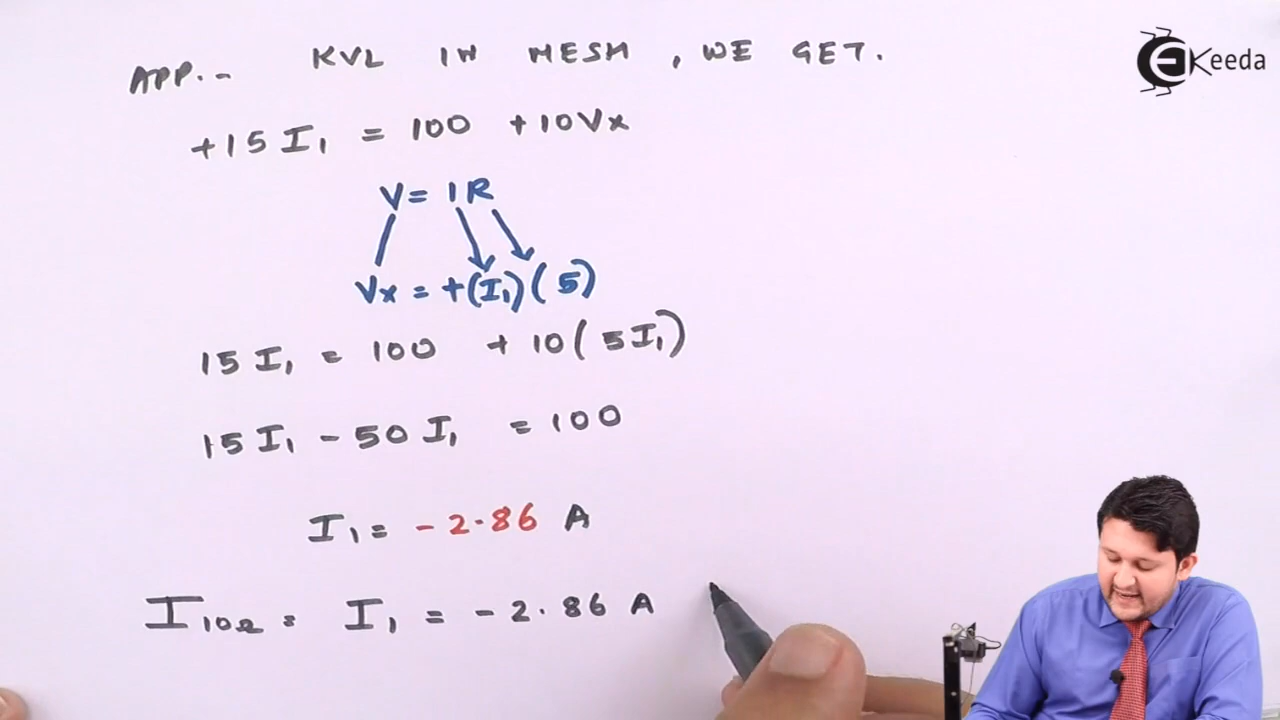 APP.- KVL IN MESH, WE GET.
+15 I₁ = 100 + 10Vx
V = IR
Vx = +(I₁)(5)
15 I₁ = 100 + 10(5I₁)
15 I₁ - 50 I₁ = 100
I₁ = -2.86 A
I₁₀Ω = I₁ = -2.86 A
EKeeda